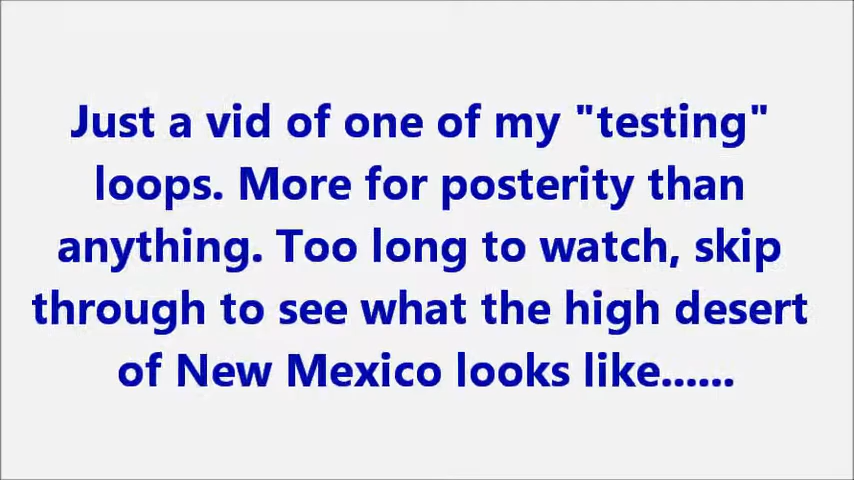 Just a vid of one of my "testing"
loops. More for posterity than
anything. Too long to watch, skip
through to see what the high desert
of New Mexico looks like......